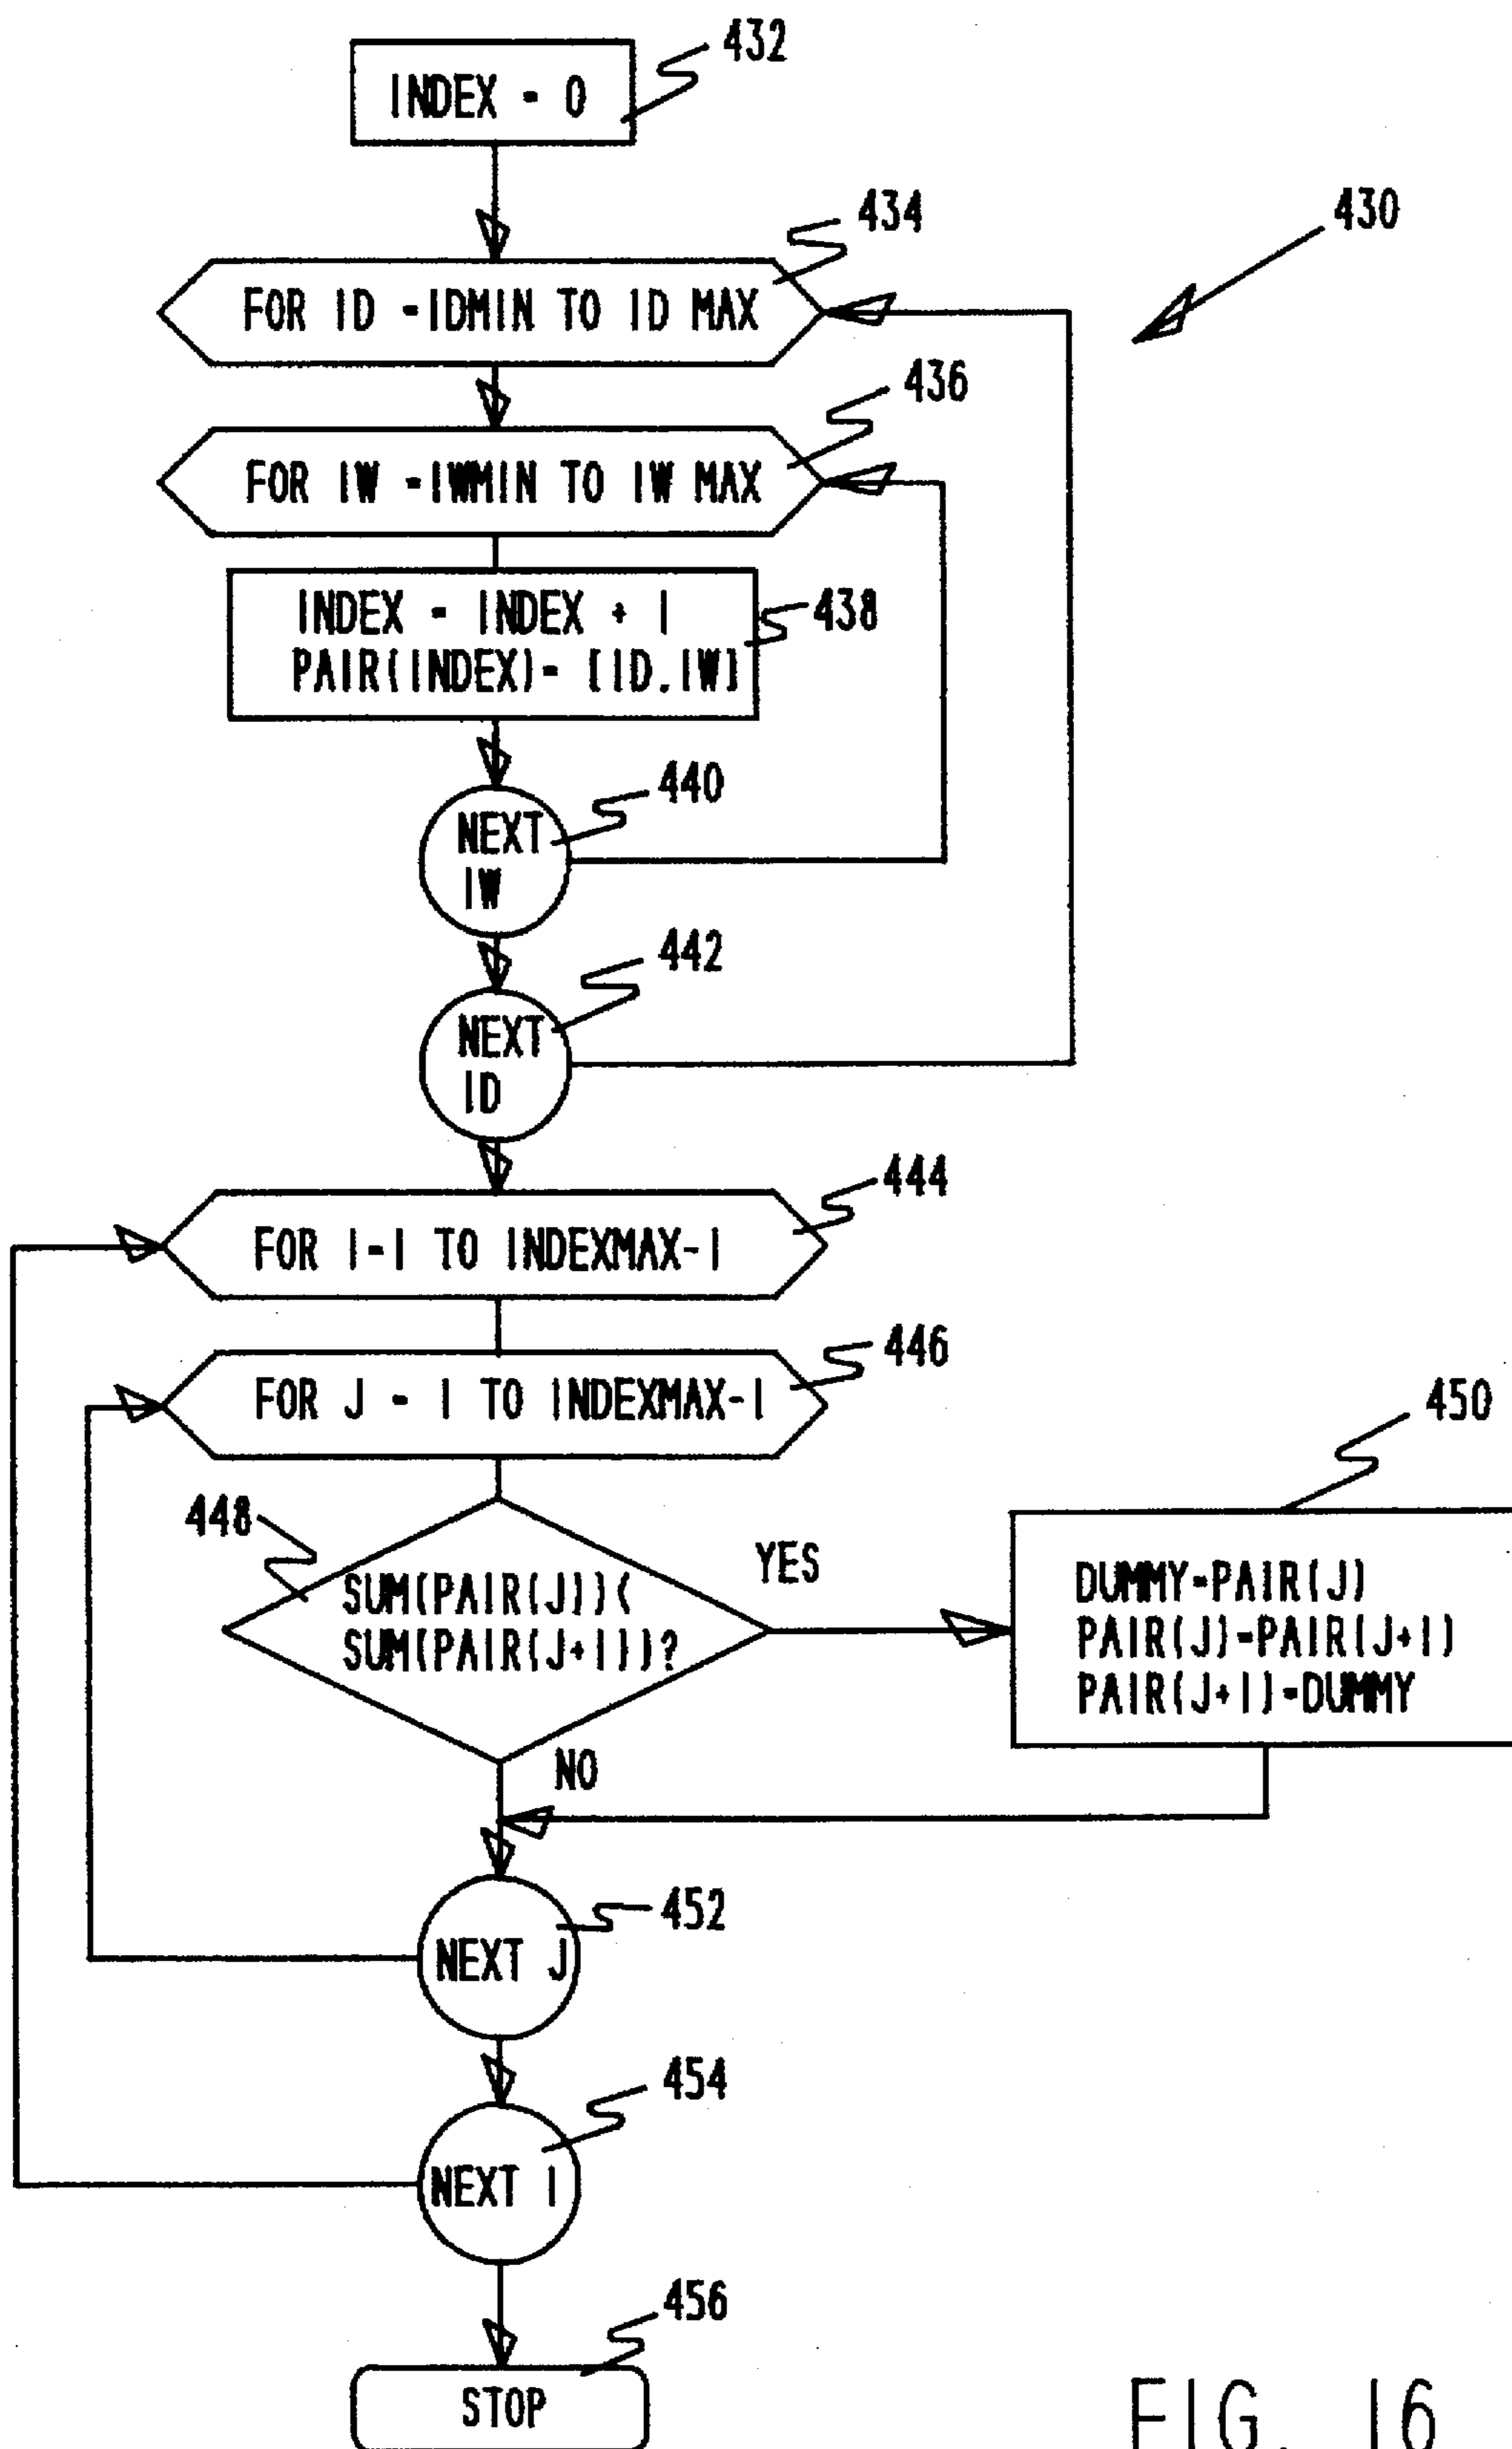 432
INDEX - 0
434
430
FOR ID -IDMIN TO ID MAX
436
FOR IW -IWMIN TO IW MAX
INDEX - INDEX + 1
438
PAIR(INDEX)- [ID,IW]
440
NEXT
IW
442
NEXT
ID
444
FOR I-1 TO INDEXMAX-1
446
FOR J - 1 TO INDEXMAX-1
450
448
YES
SUM(PAIR(J))<
SUM(PAIR(J+1))?
DUMMY-PAIR(J)
PAIR(J)-PAIR(J+1)
PAIR(J+1)-DUMMY
NO
452
NEXT J
454
NEXT I
456
STOP
FIG. 16